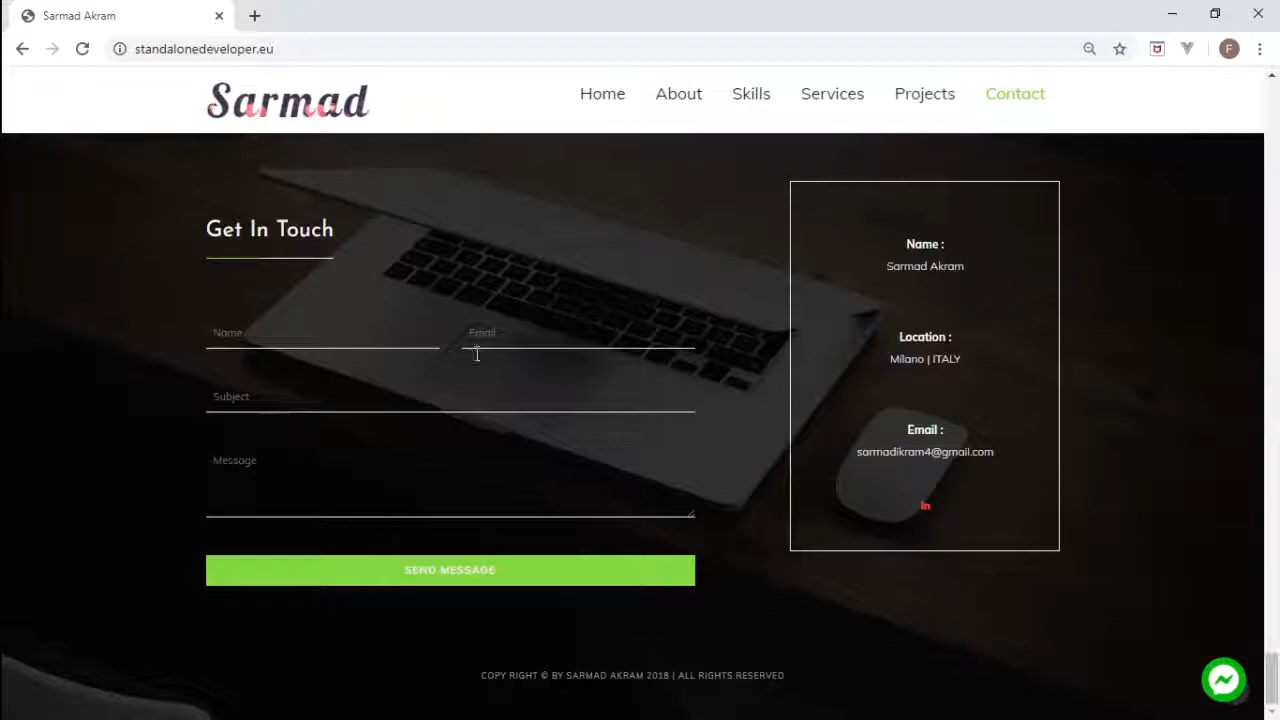 Sarmad Akram
standalonedeveloper.eu
F
Sarmad
Home
About
Skills
Services
Projects
Contact
Get In Touch
Name
Email
Subject
Message
SEND MESSAGE
Name :
Sarmad Akram
Location :
Milano | ITALY
Email :
sarmadikram4@gmail.com
in
COPY RIGHT © BY SARMAD AKRAM 2018 | ALL RIGHTS RESERVED